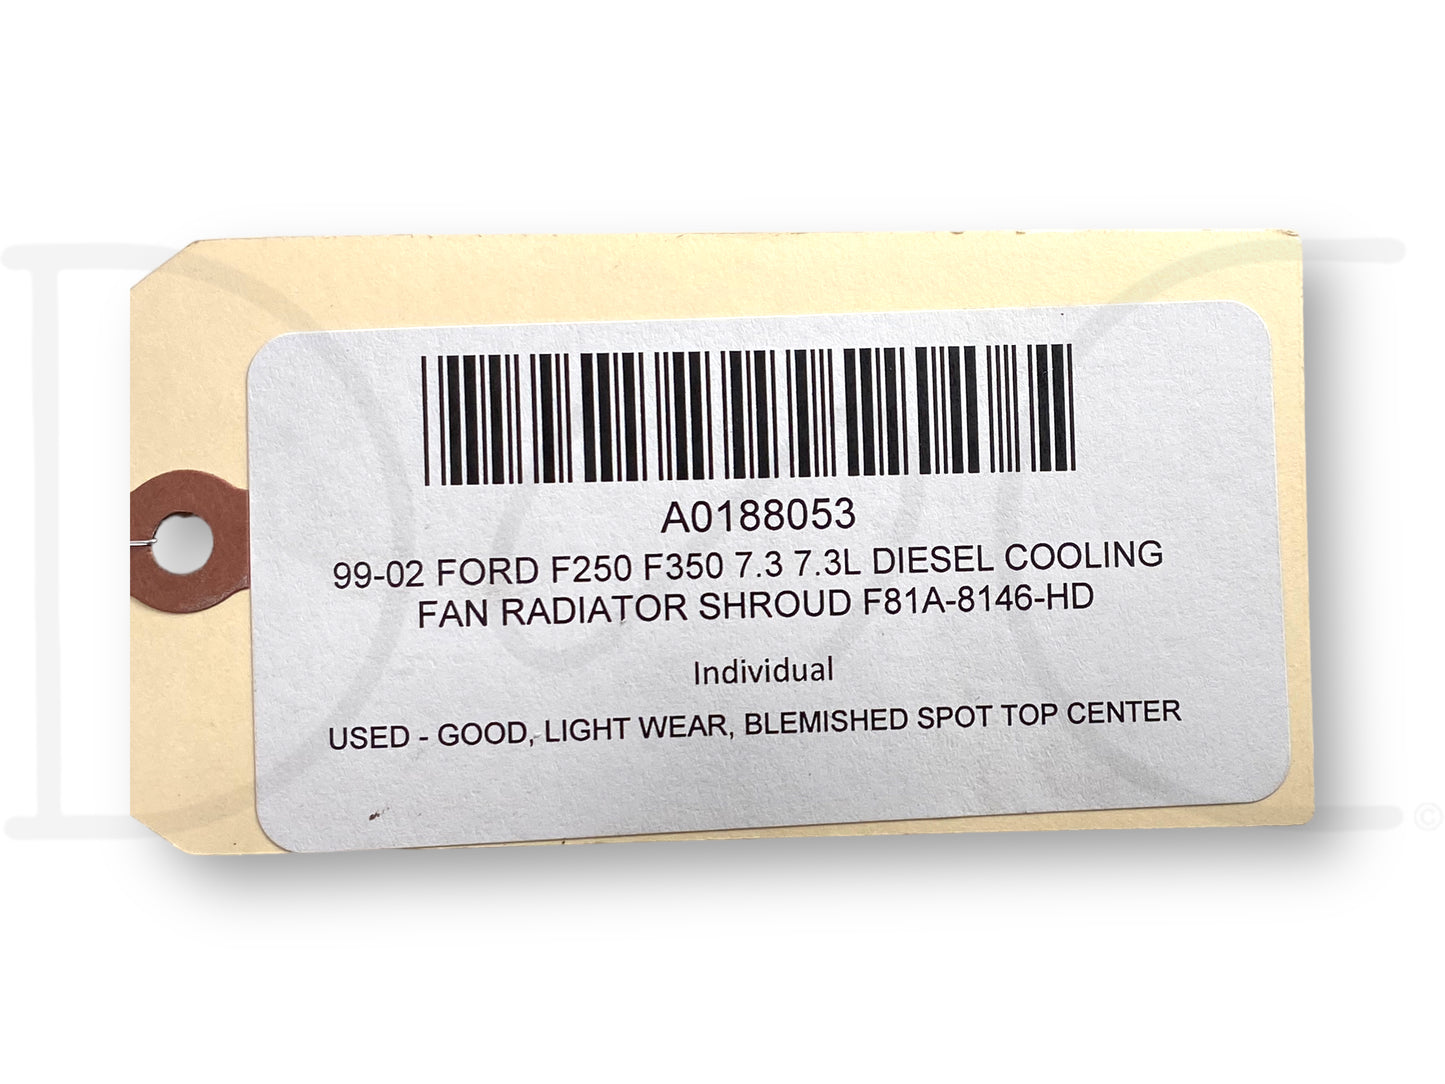 A0188053
99-02 FORD F250 F350 7.3 7.3L DIESEL COOLING
FAN RADIATOR SHROUD F81A-8146-HD
Individual
USED - GOOD, LIGHT WEAR, BLEMISHED SPOT TOP CENTER